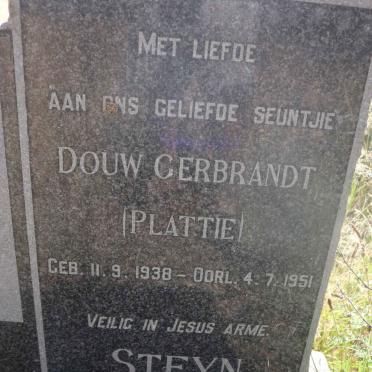 MET LIEFDE
AAN ONS GELIEFDE SEUNTJIE
DOUW GERBRANDT
(PLATTIE)
GEB. 11. 9. 1938 – OORL. 4. 7. 1951
VEILIG IN JESUS ARME.
STEYN